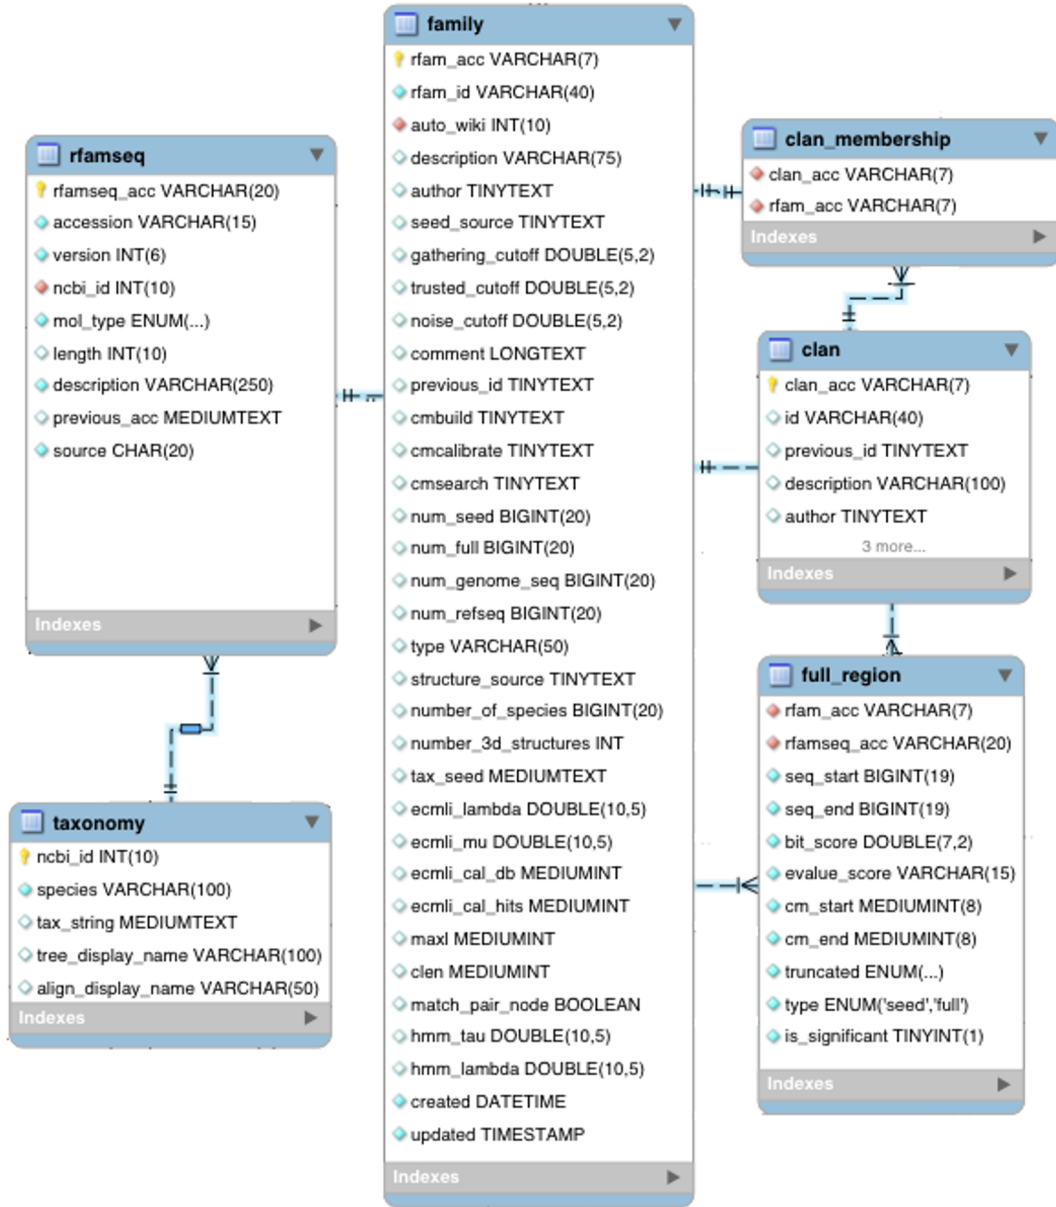 family
rfam_acc VARCHAR(7)
rfam_id VARCHAR(40)
auto_wiki INT(10)
description VARCHAR(75)
author TINYTEXT
seed_source TINYTEXT
gathering_cutoff DOUBLE(5,2)
trusted_cutoff DOUBLE(5,2)
noise_cutoff DOUBLE(5,2)
comment LONGTEXT
previous_id TINYTEXT
cmbuild TINYTEXT
cmcalibrate TINYTEXT
cmsearch TINYTEXT
num_seed BIGINT(20)
num_full BIGINT(20)
num_genome_seq BIGINT(20)
num_refseq BIGINT(20)
type VARCHAR(50)
structure_source TINYTEXT
number_of_species BIGINT(20)
number_3d_structures INT
tax_seed MEDIUMTEXT
ecmli_lambda DOUBLE(10,5)
ecmli_mu DOUBLE(10,5)
ecmli_cal_db MEDIUMINT
ecmli_cal_hits MEDIUMINT
maxl MEDIUMINT
clen MEDIUMINT
match_pair_node BOOLEAN
hmm_tau DOUBLE(10,5)
hmm_lambda DOUBLE(10,5)
created DATETIME
updated TIMESTAMP
Indexes
rfamseq
rfamseq_acc VARCHAR(20)
accession VARCHAR(15)
version INT(6)
ncbi_id INT(10)
mol_type ENUM(...)
length INT(10)
description VARCHAR(250)
previous_acc MEDIUMTEXT
source CHAR(20)
Indexes
taxonomy
ncbi_id INT(10)
species VARCHAR(100)
tax_string MEDIUMTEXT
tree_display_name VARCHAR(100)
align_display_name VARCHAR(50)
Indexes
clan_membership
clan_acc VARCHAR(7)
rfam_acc VARCHAR(7)
Indexes
clan
clan_acc VARCHAR(7)
id VARCHAR(40)
previous_id TINYTEXT
description VARCHAR(100)
author TINYTEXT
3 more...
Indexes
full_region
rfam_acc VARCHAR(7)
rfamseq_acc VARCHAR(20)
seq_start BIGINT(19)
seq_end BIGINT(19)
bit_score DOUBLE(7,2)
evalue_score VARCHAR(15)
cm_start MEDIUMINT(8)
cm_end MEDIUMINT(8)
truncated ENUM(...)
type ENUM('seed','full')
is_significant TINYINT(1)
Indexes